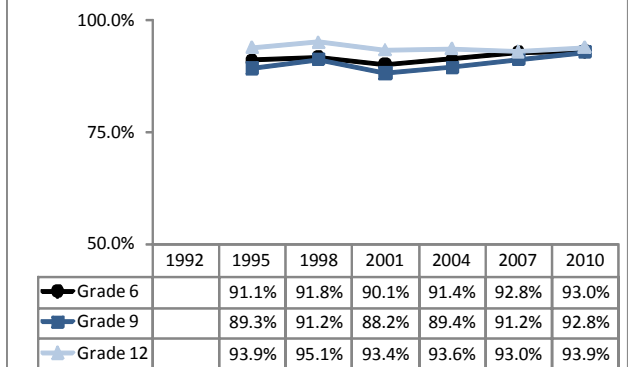 100.0%
75.0%
50.0%
1992 1995 1998 2001 2004 2007 2010
Grade 6 91.1% 91.8% 90.1% 91.4% 92.8% 93.0%
Grade 9 89.3% 91.2% 88.2% 89.4% 91.2% 92.8%
Grade 12 93.9% 95.1% 93.4% 93.6% 93.0% 93.9%